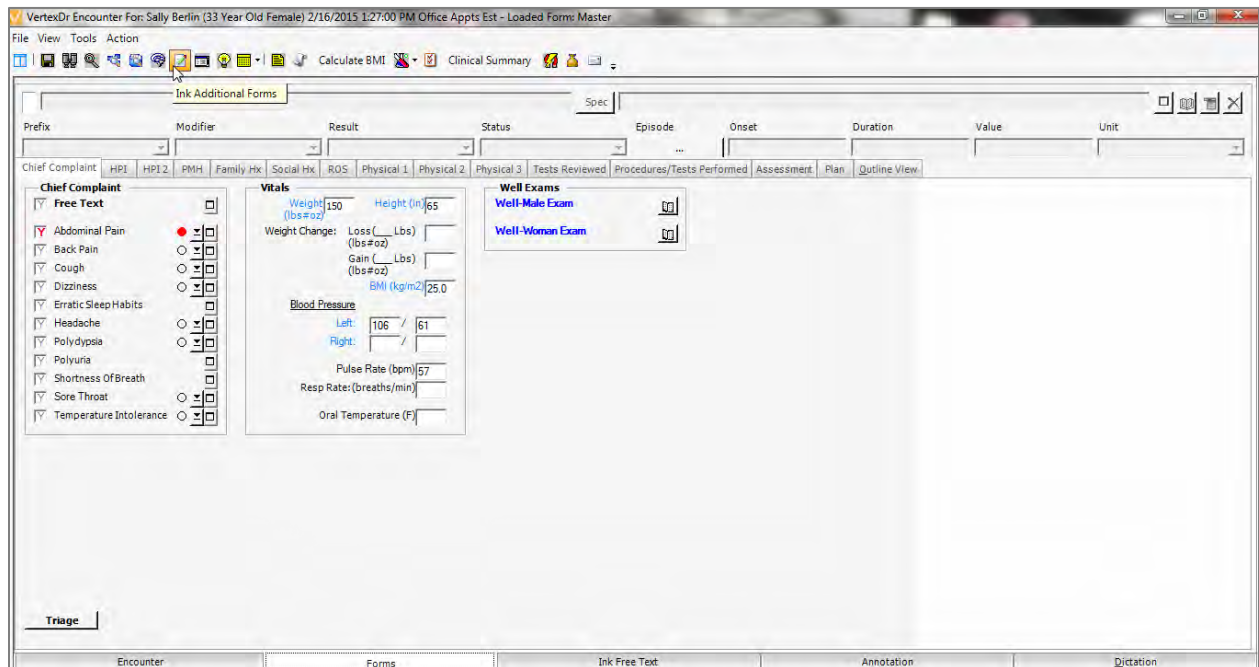 VertexDr Encounter For: Sally Berlin (33 Year Old Female) 2/16/2015 1:27:00 PM Office Appts Est - Loaded Form: Master
File View Tools Action
Calculate BMI Clinical Summary
Ink Additional Forms
Spec
Prefix Modifier Result Status Episode Onset Duration Value Unit
...
Chief Complaint HPI HPI 2 PMH Family Hx Social Hx ROS Physical 1 Physical 2 Physical 3 Tests Reviewed Procedures/Tests Performed Assessment Plan Outline View
Chief Complaint
Y Free Text
Y Abdominal Pain
Y Back Pain
Y Cough
Y Dizziness
Y Erratic Sleep Habits
Y Headache
Y Polydypsia
Y Polyuria
Y Shortness Of Breath
Y Sore Throat
Y Temperature Intolerance
Vitals
Weight 150 Height (in) 65
(lbs#oz)
Weight Change: Loss (___ Lbs)
(lbs#oz)
Gain (___ Lbs)
(lbs#oz)
BMI (kg/m2) 25.0
Blood Pressure
Left: 106 / 61
Right: /
Pulse Rate (bpm) 57
Resp Rate: (breaths/min)
Oral Temperature (F)
Well Exams
Well-Male Exam
Well-Woman Exam
Triage
Encounter Forms Ink Free Text Annotation Dictation